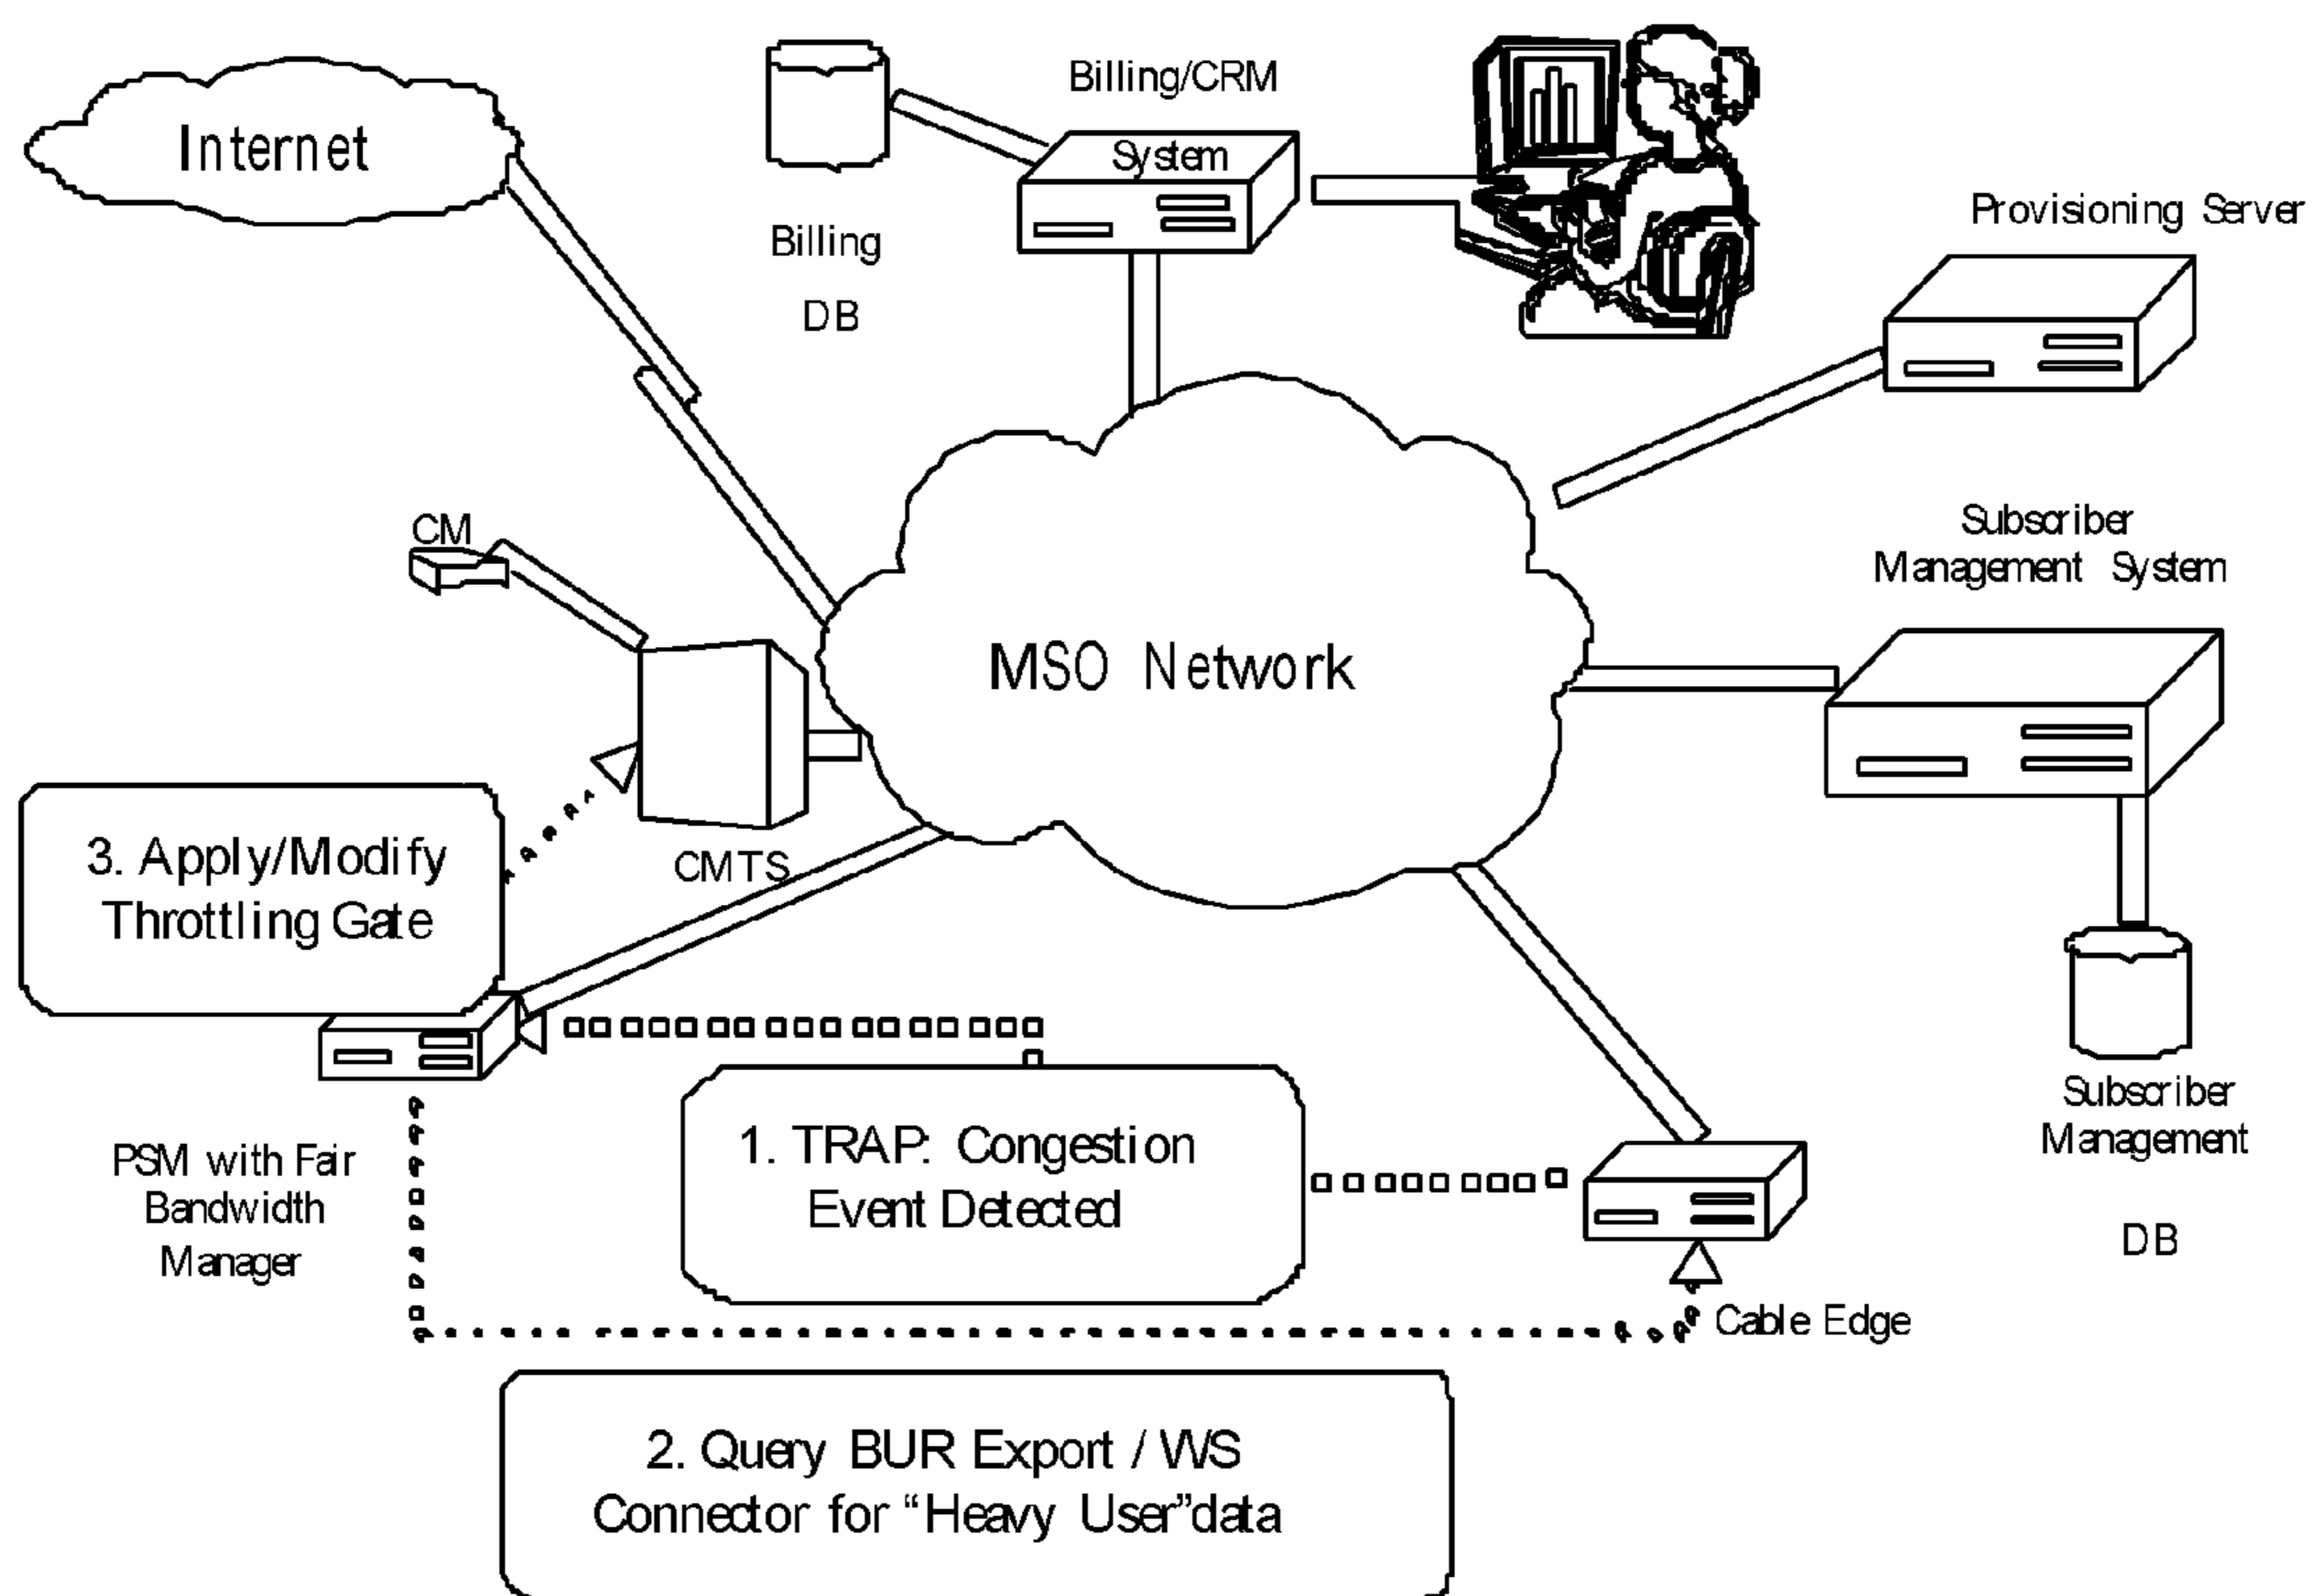 Billing/CRM
System
Internet
Billing
DB
Provisioning Server
CM
Subscriber
Management System
MSO Network
3. Apply/Modify
Throttling Gate
CMTS
PSM with Fair
Bandwidth
Manager
1. TRAP: Congestion
Event Detected
Subscriber
Management
DB
Cable Edge
2. Query BUR Export / WS
Connector for “Heavy User”data